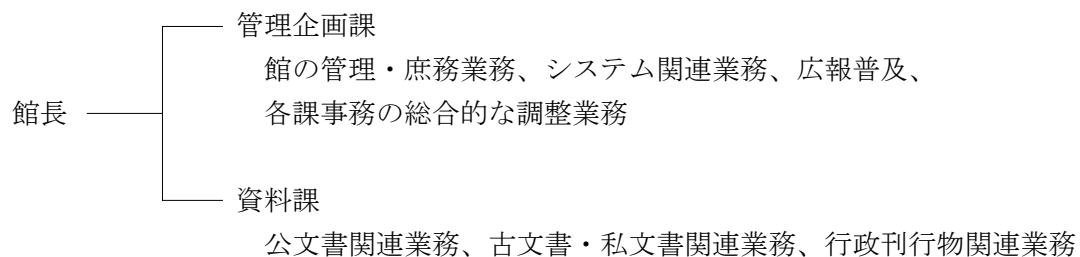 管理企画課
館の管理・庶務業務、システム関連業務、広報普及、
館長
各課事務の総合的な調整業務
資料課
公文書関連業務、古文書・私文書関連業務、行政刊行物関連業務